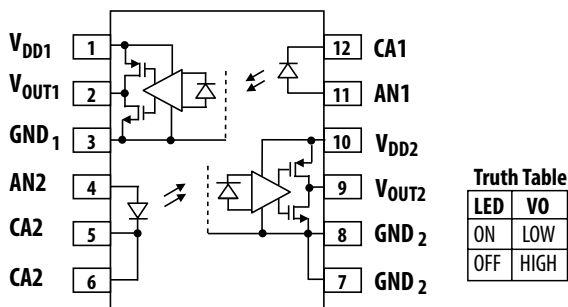 VDD1 1
VOUT1 2
GND1 3
AN2 4
CA2 5
CA2 6
12 CA1
11 AN1
10 VDD2
9 VOUT2
8 GND2
7 GND2
Truth Table
LED VO
ON LOW
OFF HIGH